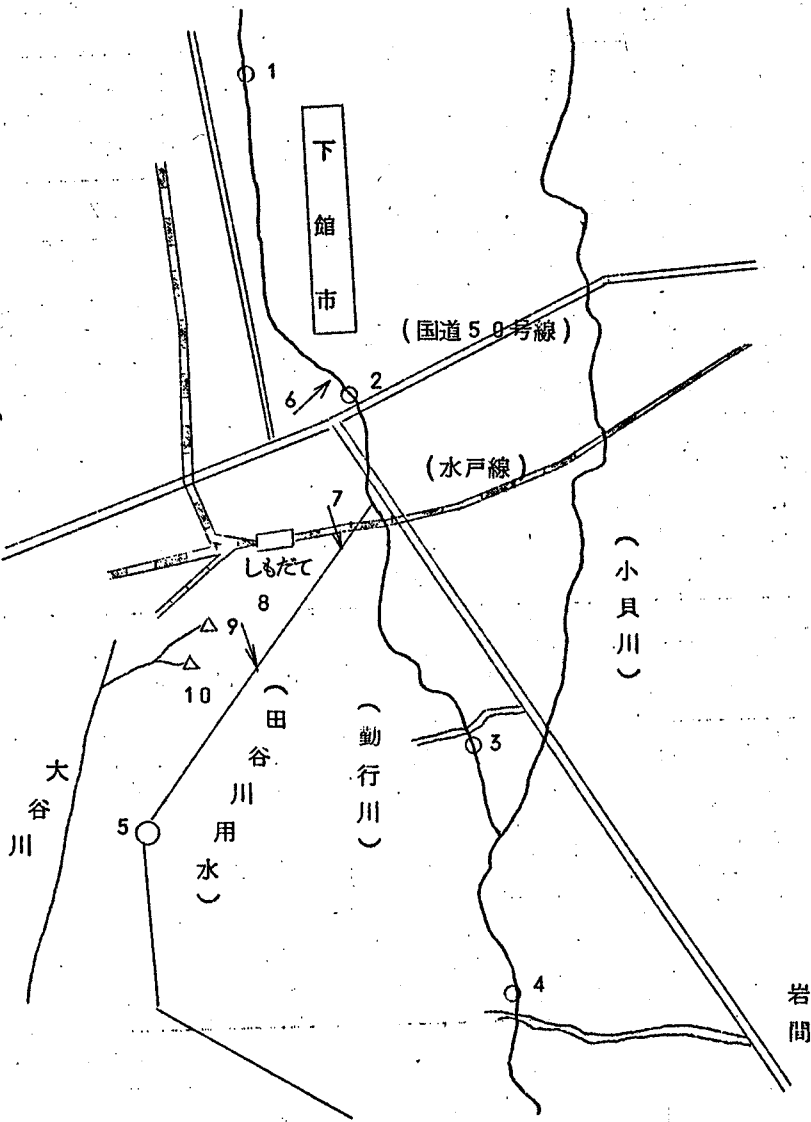 1
下館市
(国道50号線)
2
6
(水戸線)
7
しもだて
8
9
10
(小貝川)
(田谷川用水)
(勤行川)
3
大谷川
5
4
岩間